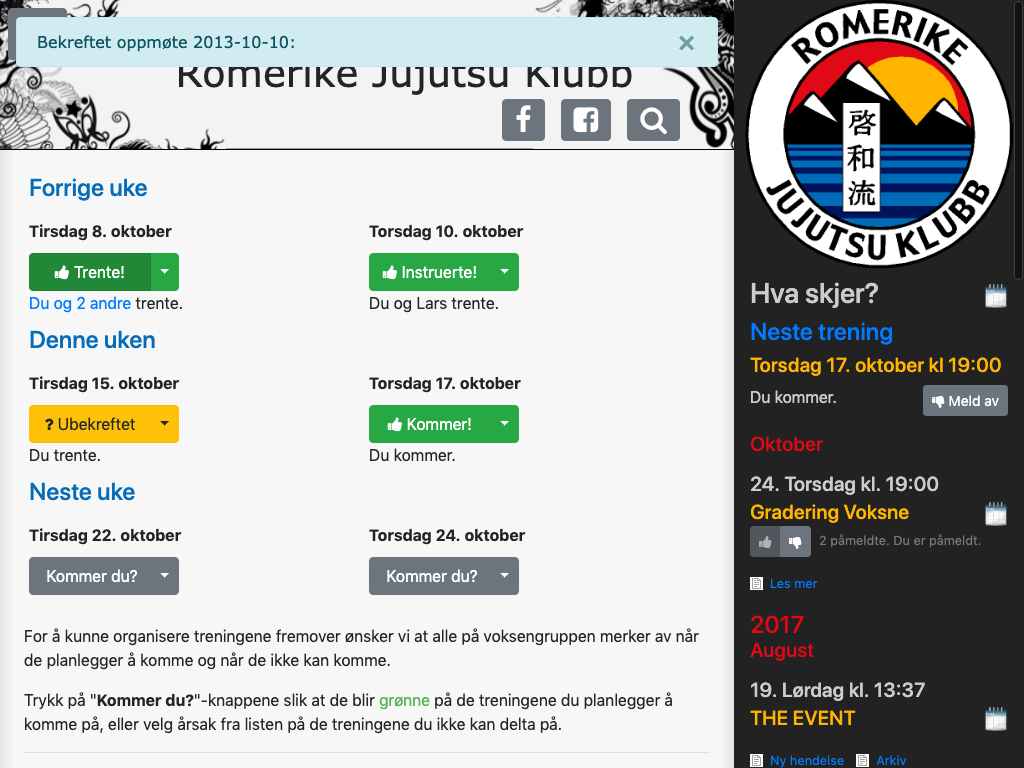 Bekreftet oppmøte 2013-10-10:
×
Romerike Jujutsu Klubb
Forrige uke
Tirsdag 8. oktober
Torsdag 10. oktober
Trente!
Instruerte!
Du og 2 andre trente.
Du og Lars trente.
Denne uken
Tirsdag 15. oktober
Torsdag 17. oktober
? Ubekreftet
Kommer!
Du trente.
Du kommer.
Neste uke
Tirsdag 22. oktober
Torsdag 24. oktober
Kommer du?
Kommer du?
For å kunne organisere treningene fremover ønsker vi at alle på voksengruppen merker av når
de planlegger å komme og når de ikke kan komme.
Trykk på "Kommer du?"-knappene slik at de blir grønne på de treningene du planlegger å
komme på, eller velg årsak fra listen på de treningene du ikke kan delta på.
ROMERIKE
啓和流
JUJUTSU KLUBB
Hva skjer?
Neste trening
Torsdag 17. oktober kl 19:00
Du kommer.
Meld av
Oktober
24. Torsdag kl. 19:00
Gradering Voksne
2 påmeldte. Du er påmeldt.
Les mer
2017
August
19. Lørdag kl. 13:37
THE EVENT
Ny hendelse
Arkiv